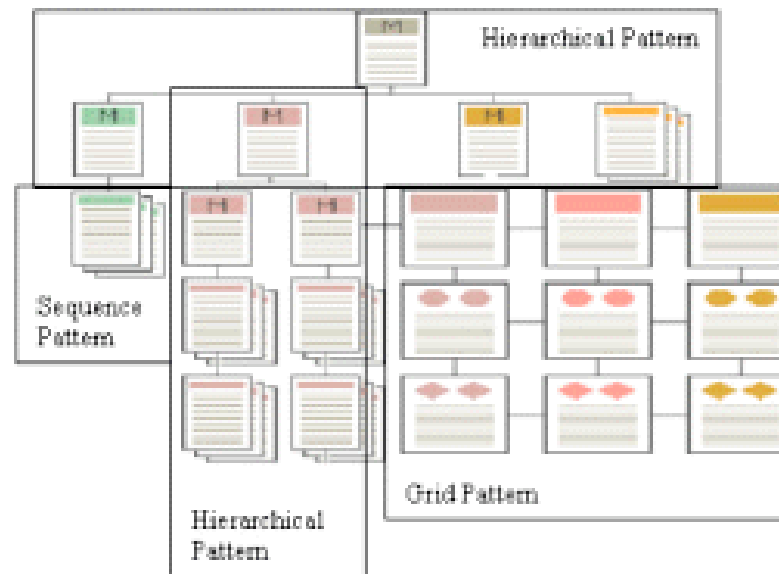 Hierarchical Pattern
M
M
M
M
M
M
Sequence
Pattern
Grid Pattern
Hierarchical
Pattern